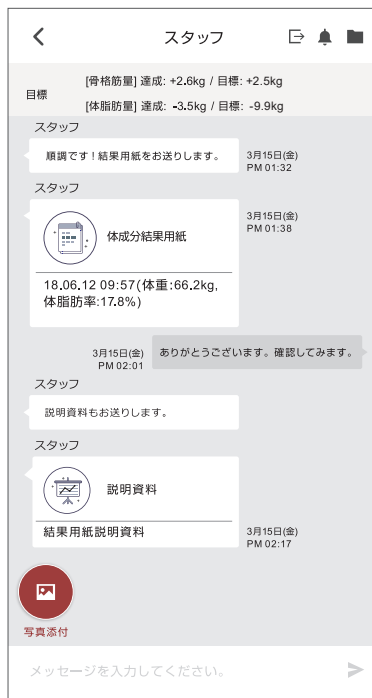 スタッフ
[骨格筋量] 達成: +2.6kg / 目標: +2.5kg
目標
[体脂肪量] 達成: -3.5kg / 目標: -9.9kg
スタッフ
順調です!結果用紙をお送りします。
3月15日(金)
PM 01:32
スタッフ
3月15日(金)
PM 01:38
体成分結果用紙
18.06.12 09:57(体重:66.2kg,
体脂肪率:17.8%)
3月15日(金)
PM 02:01
ありがとうございます。確認してみます。
スタッフ
説明資料もお送りします。
スタッフ
説明資料
結果用紙説明資料
3月15日(金)
PM 02:17
写真添付
メッセージを入力してください。